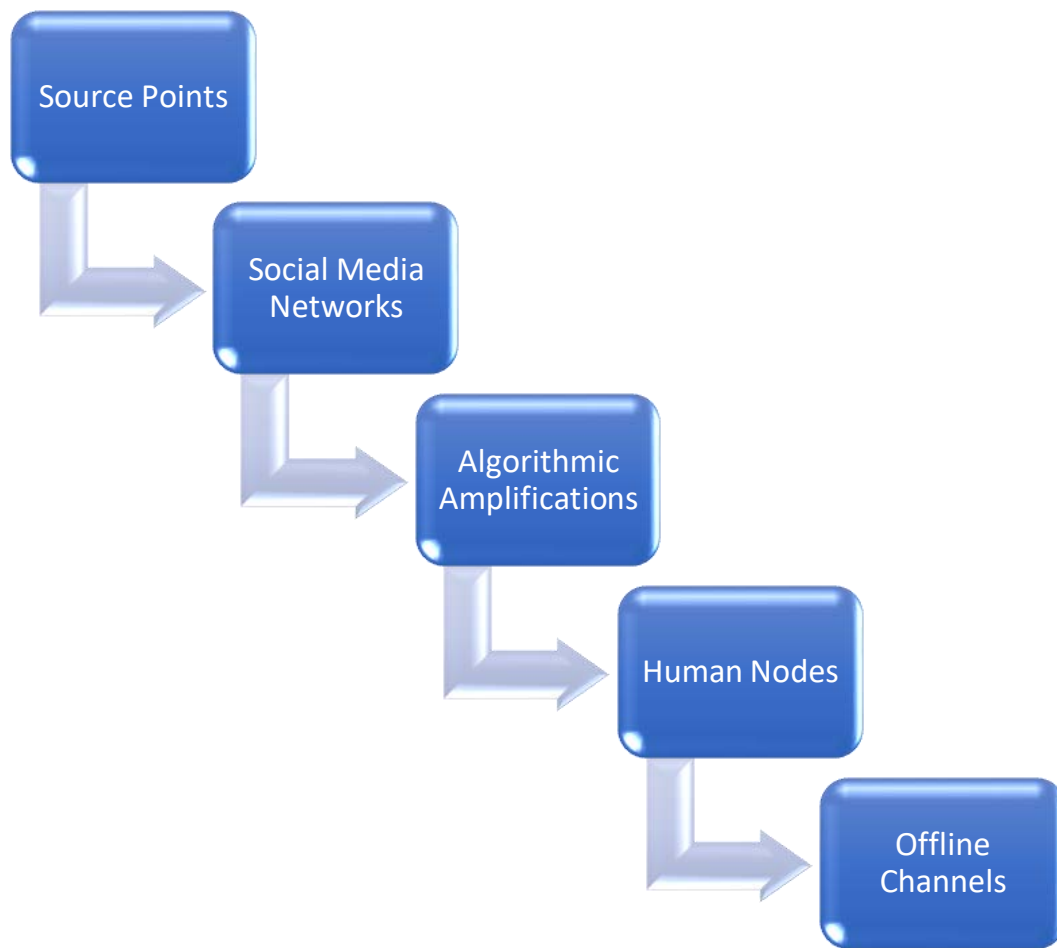 Source Points
Social Media
Networks
Algorithmic
Amplifications
Human Nodes
Offline
Channels